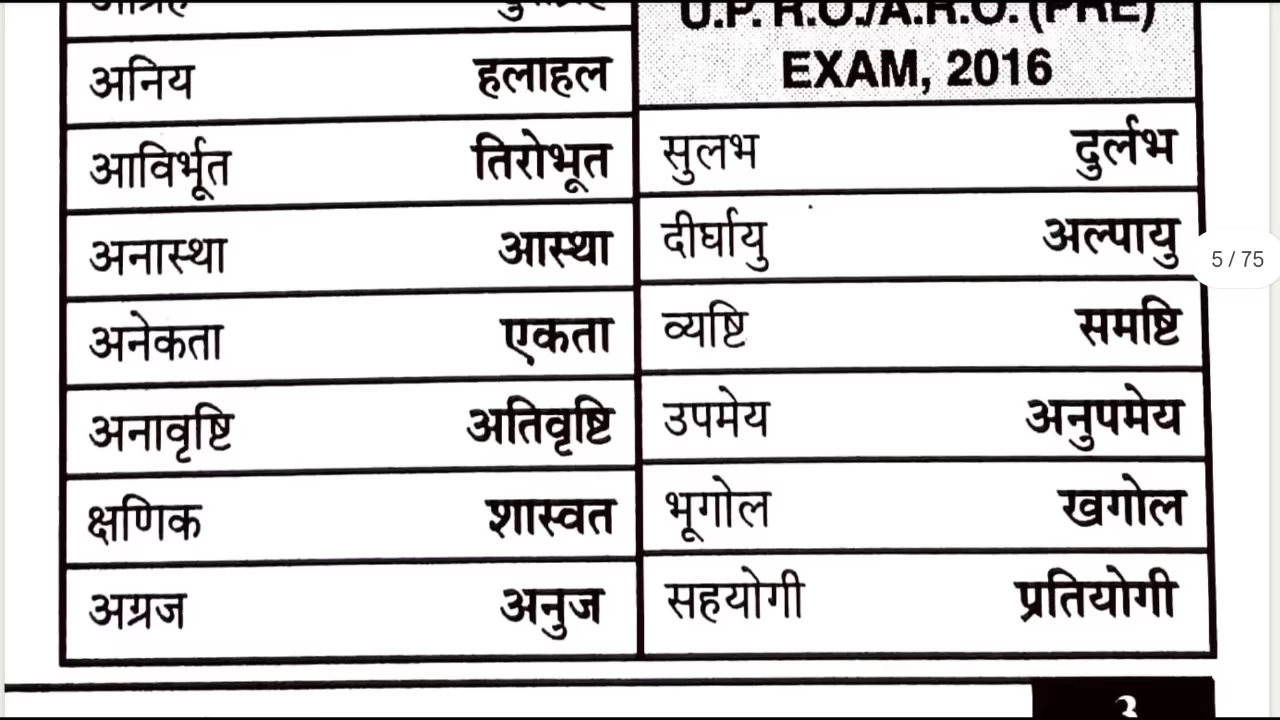 अनिय हलाहल
आविर्भूत तिरोभूत
अनास्था आस्था
अनेकता एकता
अनावृष्टि अतिवृष्टि
क्षणिक शास्वत
अग्रज अनुज
U.P. R.O./A.R.O. (PRE)
EXAM, 2016
सुलभ दुर्लभ
दीर्घायु अल्पायु
व्यष्टि समष्टि
उपमेय अनुपमेय
भूगोल खगोल
सहयोगी प्रतियोगी
5 / 75
3